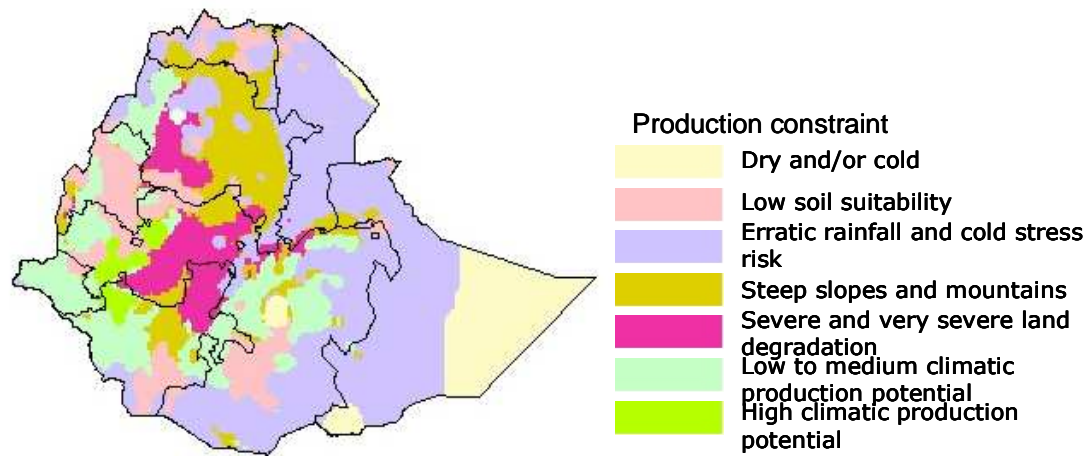 Production constraint
Dry and/or cold
Low soil suitability
Erratic rainfall and cold stress
risk
Steep slopes and mountains
Severe and very severe land
degradation
Low to medium climatic
production potential
High climatic production
potential